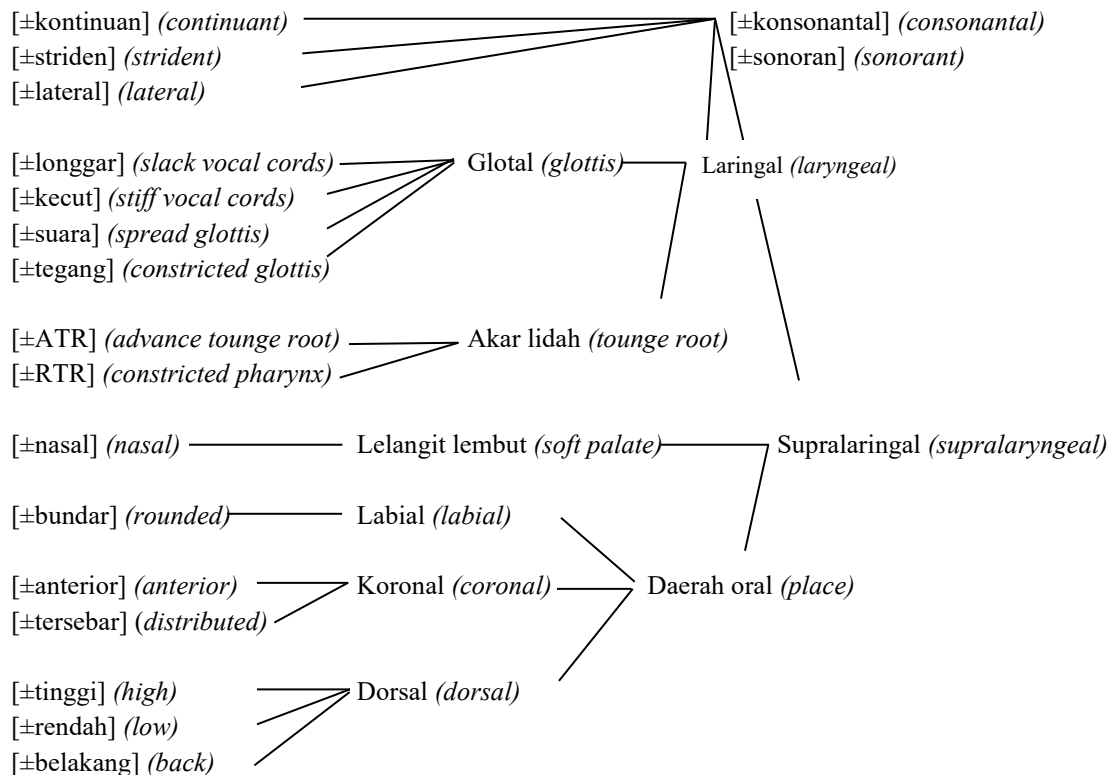 [±kontinuan] (continuant) [±konsonantal] (consonantal)
[±striden] (strident) [±sonoran] (sonorant)
[±lateral] (lateral)
[±longgar] (slack vocal cords) Glotal (glottis) Laringal (laryngeal)
[±kecut] (stiff vocal cords)
[±suara] (spread glottis)
[±tegang] (constricted glottis)
[±ATR] (advance tounge root) Akar lidah (tounge root)
[±RTR] (constricted pharynx)
[±nasal] (nasal) Lelangit lembut (soft palate) Supralaringal (supralaryngeal)
[±bundar] (rounded) Labial (labial)
[±anterior] (anterior) Koronal (coronal) Daerah oral (place)
[±tersebar] (distributed)
[±tinggi] (high) Dorsal (dorsal)
[±rendah] (low)
[±belakang] (back)